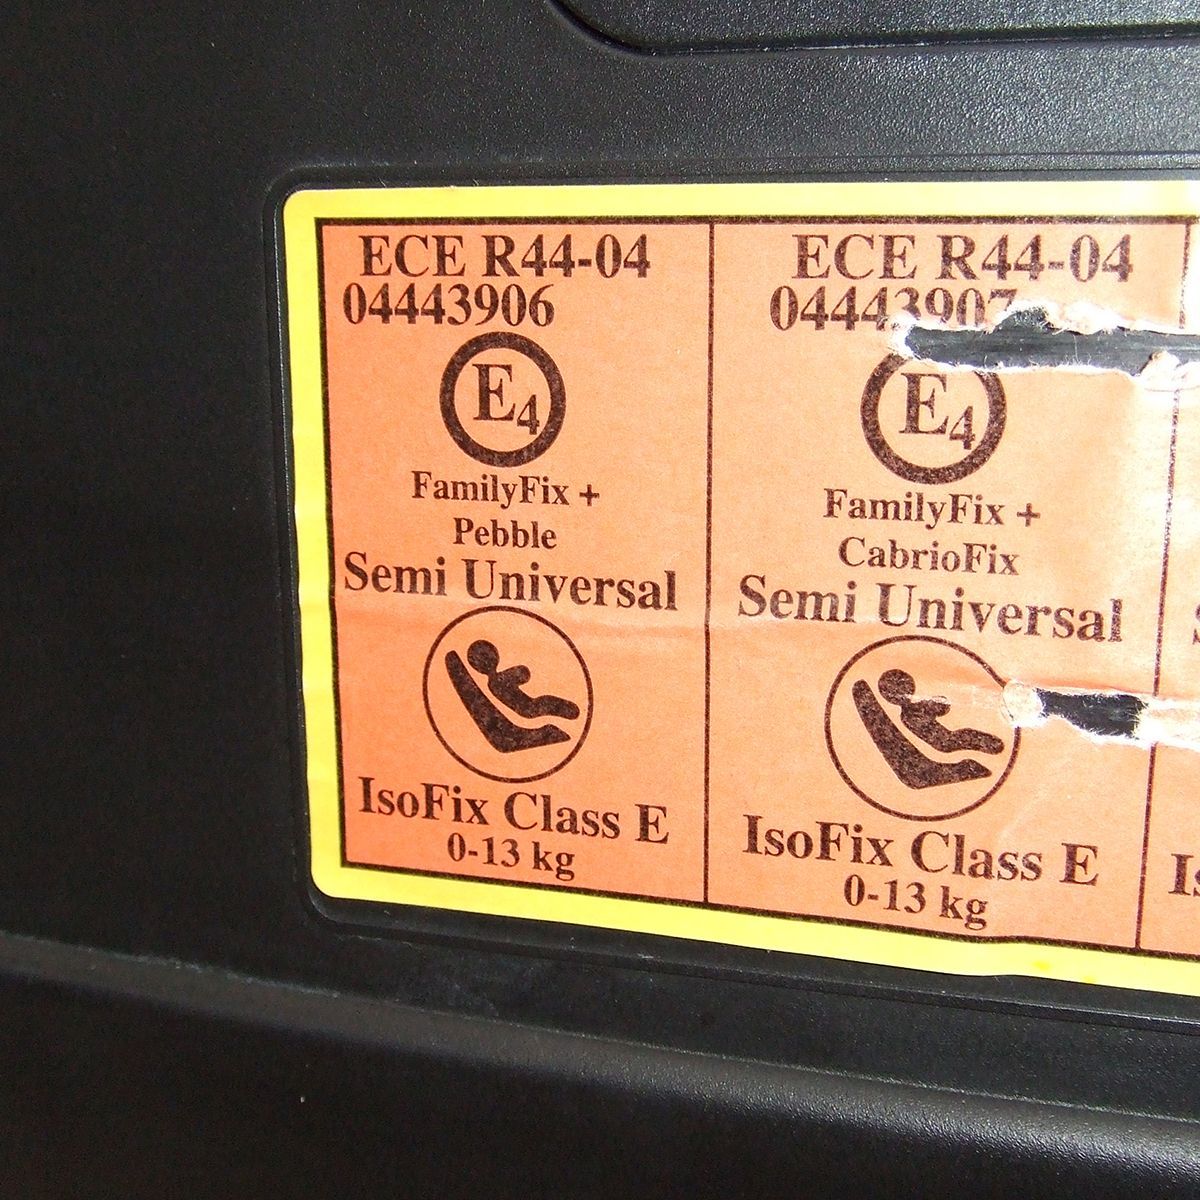 ECE R44-04
04443906
E4
FamilyFix +
Pebble
Semi Universal
IsoFix Class E
0-13 kg
ECE R44-04
04443907
E4
FamilyFix +
CabrioFix
Semi Universal
IsoFix Class E
0-13 kg